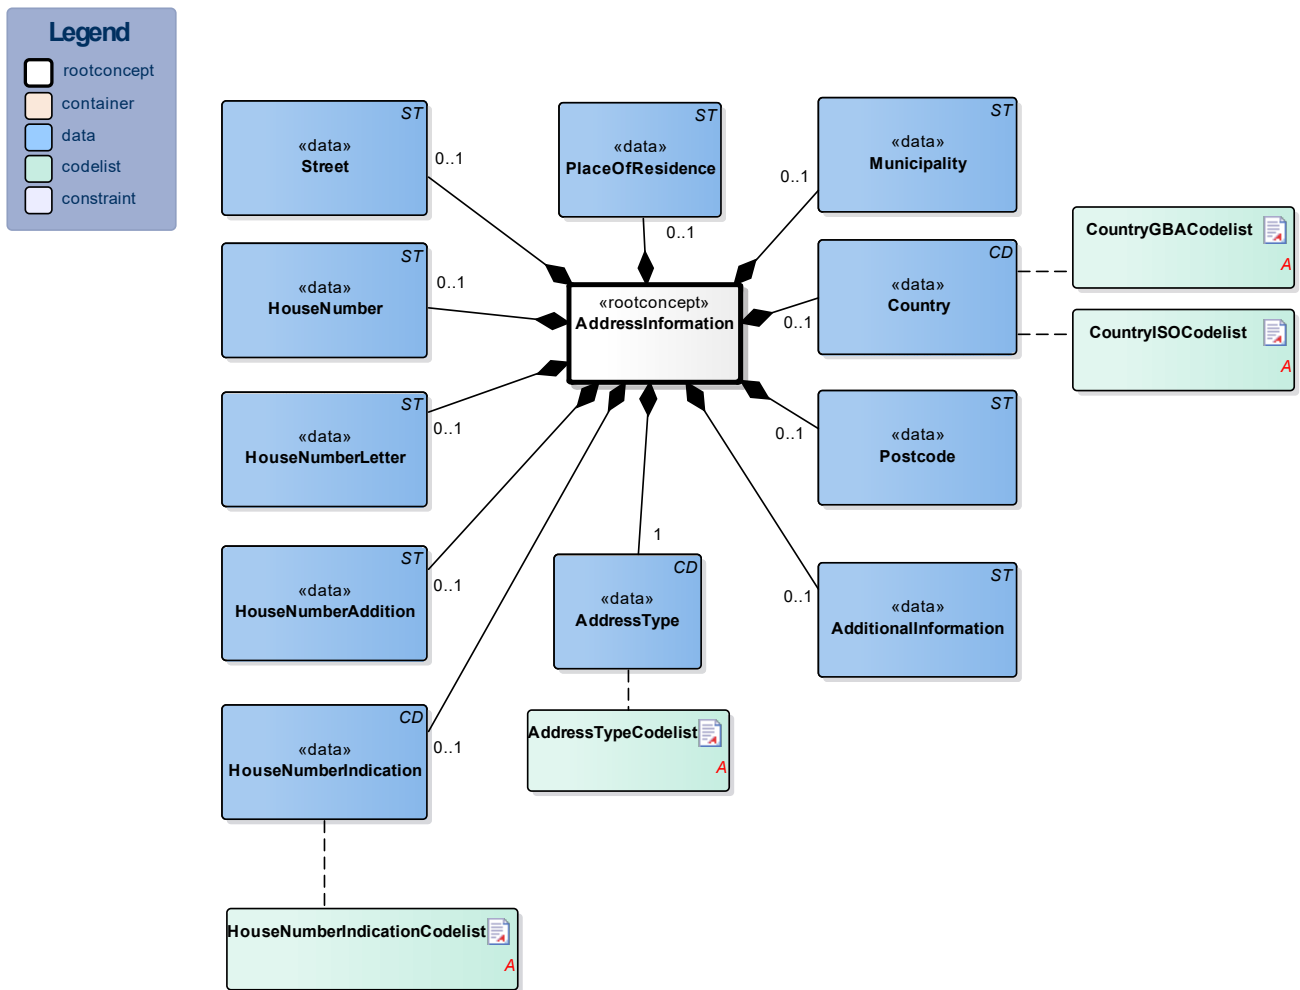 Legend
rootconcept
container
data
codelist
constraint
ST
«data»
Street
0..1
ST
«data»
PlaceOfResidence
0..1
ST
«data»
Municipality
0..1
ST
«data»
HouseNumber
0..1
«rootconcept»
AddressInformation
CD
«data»
Country
0..1
CountryGBACodelist
A
CountryISOCodelist
A
ST
«data»
HouseNumberLetter
0..1
ST
«data»
Postcode
0..1
ST
«data»
HouseNumberAddition
0..1
1
CD
«data»
AddressType
ST
«data»
AdditionalInformation
0..1
CD
«data»
HouseNumberIndication
0..1
AddressTypeCodelist
A
HouseNumberIndicationCodelist
A